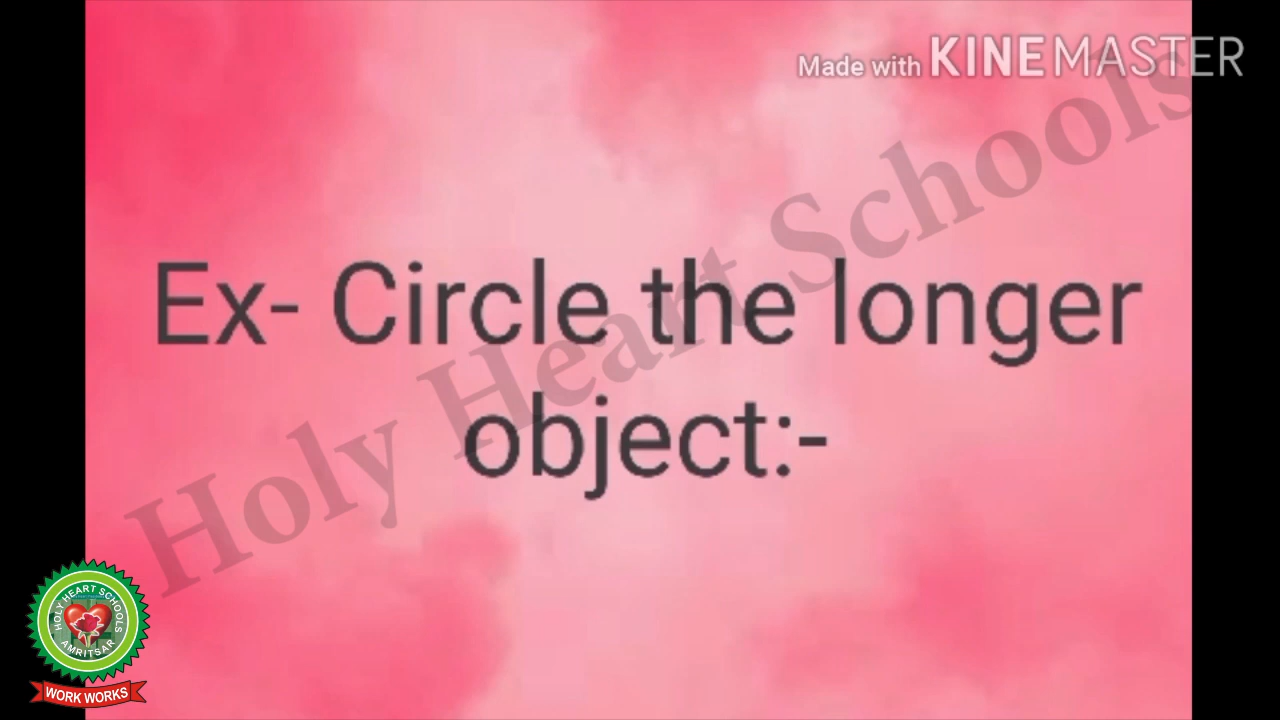 Made with KINEMASTER
Holy Heart Schools
Ex- Circle the longer
object:-
HOLY HEART SCHOOLS
AMRITSAR
WORK WORKS